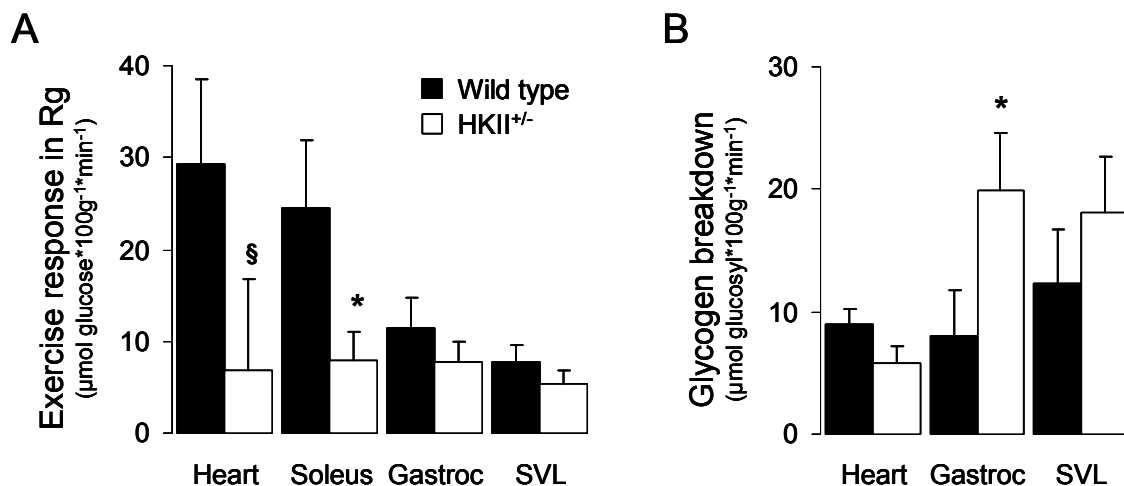 A
Exercise response in Rg
(µmol glucose*100g-1*min-1)
40
30
20
10
0
Wild type
HKII+/-
§
*
Heart Soleus Gastroc SVL
B
Glycogen breakdown
(µmol glucosyl*100g-1*min-1)
30
20
10
0
*
Heart Gastroc SVL